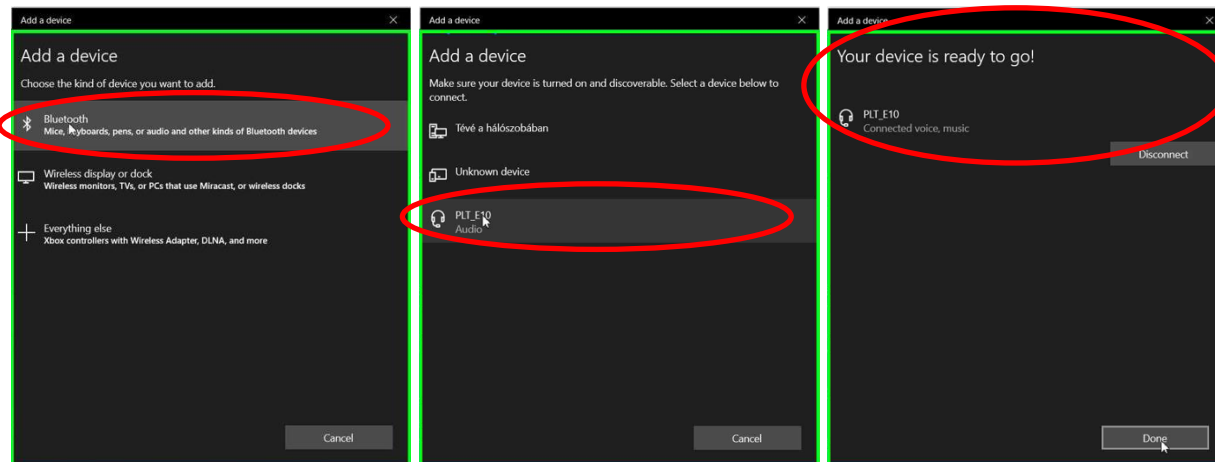 Add a device
Add a device
Choose the kind of device you want to add.
Bluetooth
Mice, keyboards, pens, or audio and other kinds of Bluetooth devices
Wireless display or dock
Wireless monitors, TVs, or PCs that use Miracast, or wireless docks
Everything else
Xbox controllers with Wireless Adapter, DLNA, and more
Cancel
Add a device
Add a device
Make sure your device is turned on and discoverable. Select a device below to
connect.
Tévé a hálószobában
Unknown device
PLT_E10
Audio
Cancel
Add a device
Your device is ready to go!
PLT_E10
Connected voice, music
Disconnect
Done